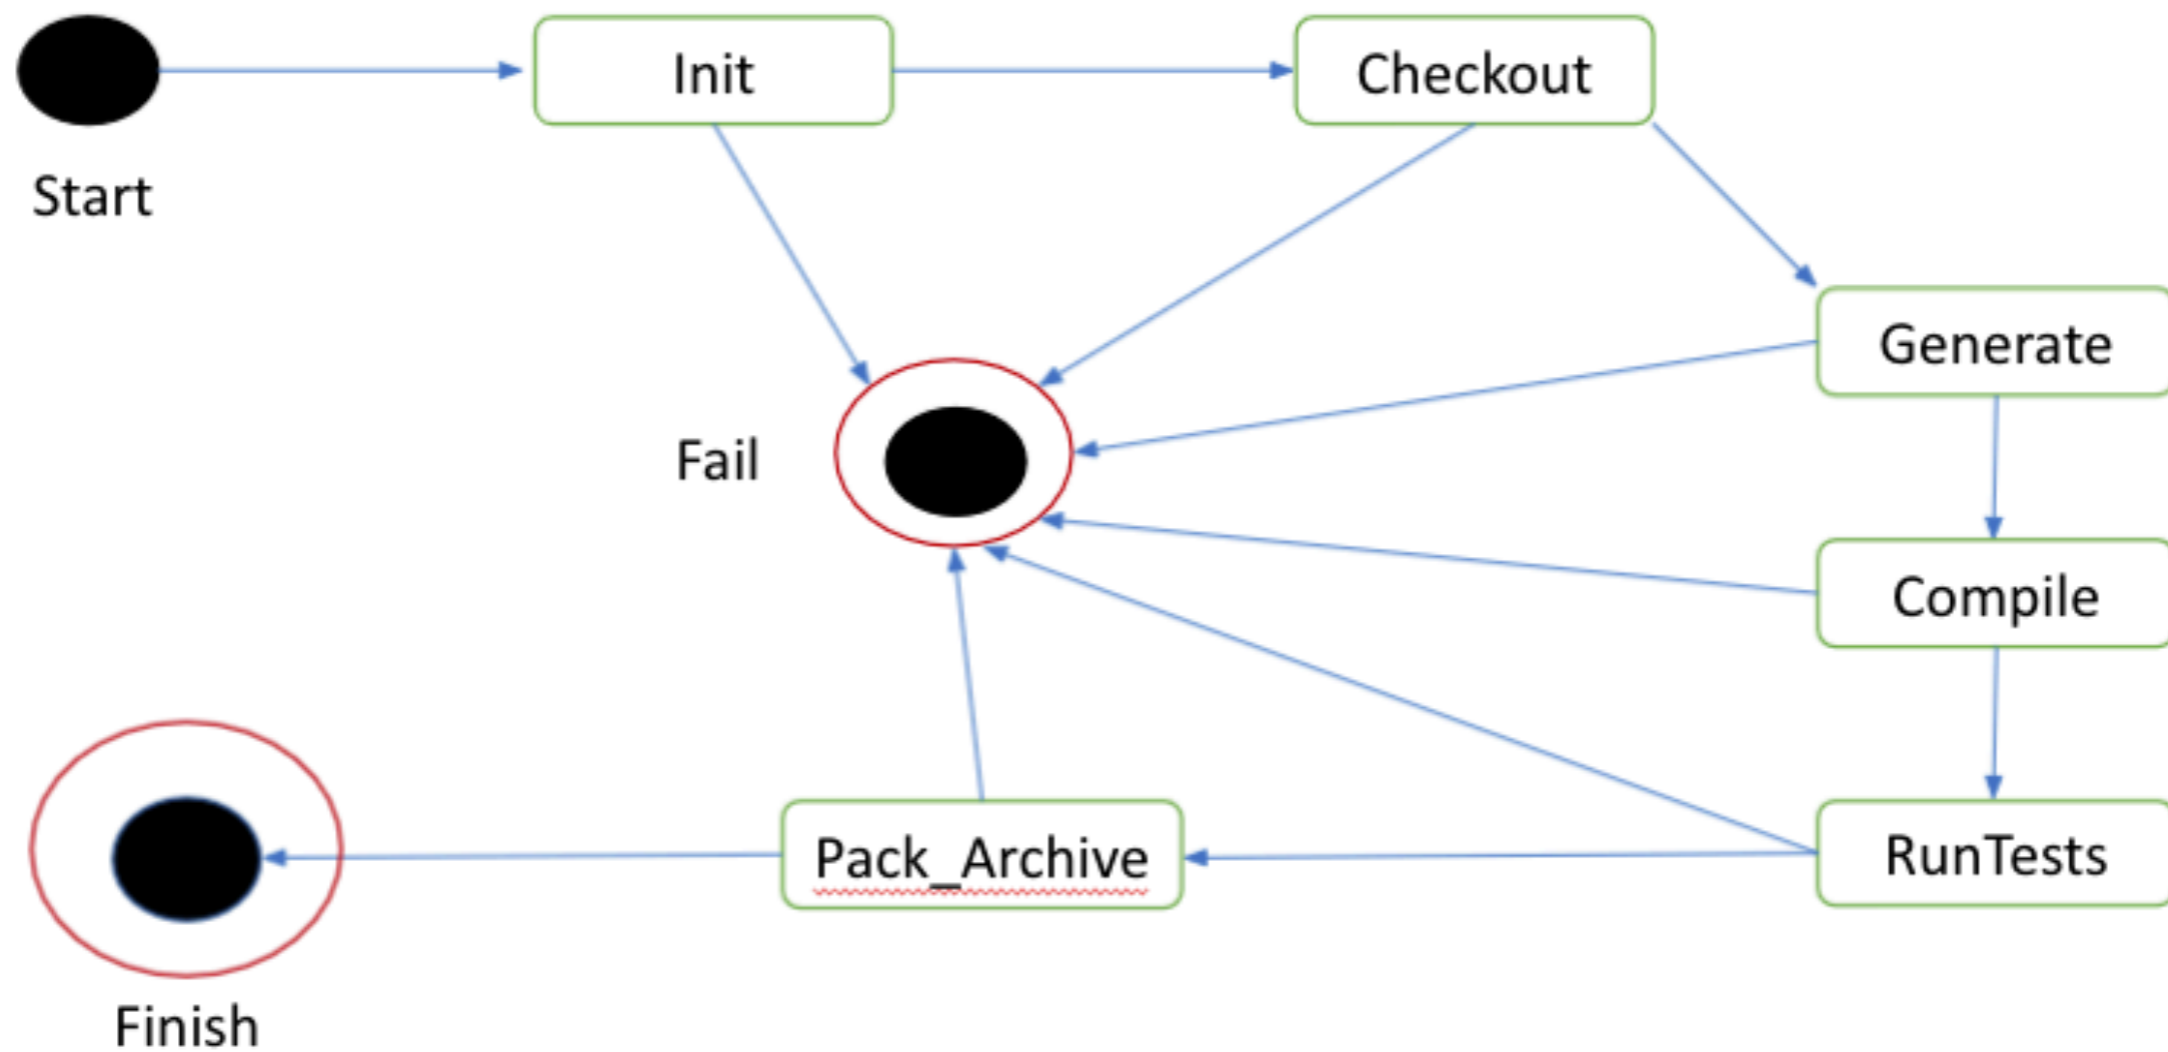 Init
Checkout
Start
Generate
Fail
Compile
Pack_Archive
RunTests
Finish